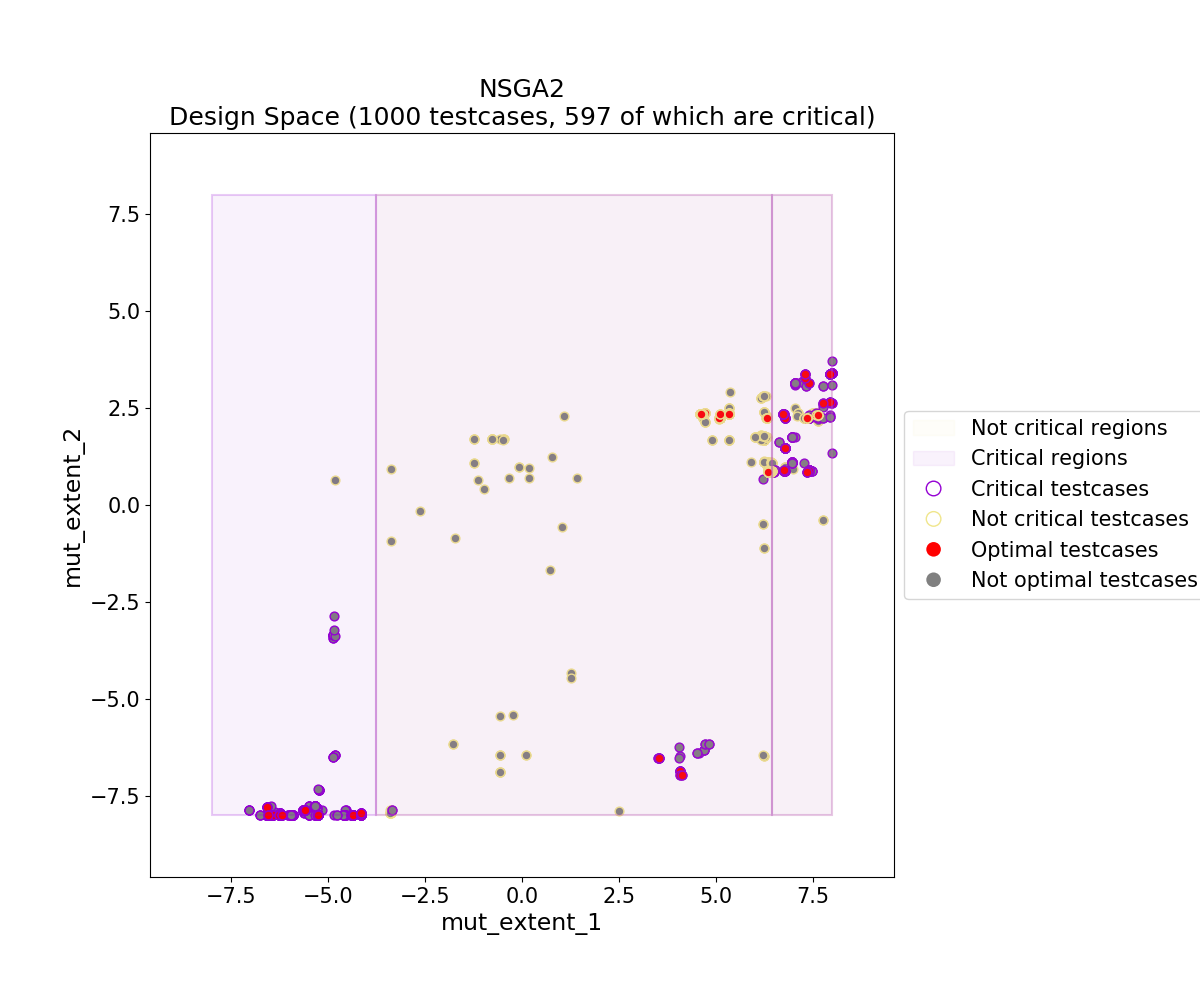 NSGA2
Design Space (1000 testcases, 597 of which are critical)
7.5
5.0
2.5
0.0
−2.5
−5.0
−7.5
mut_extent_2
−7.5 −5.0 −2.5 0.0 2.5 5.0 7.5
mut_extent_1
Not critical regions
Critical regions
Critical testcases
Not critical testcases
Optimal testcases
Not optimal testcases